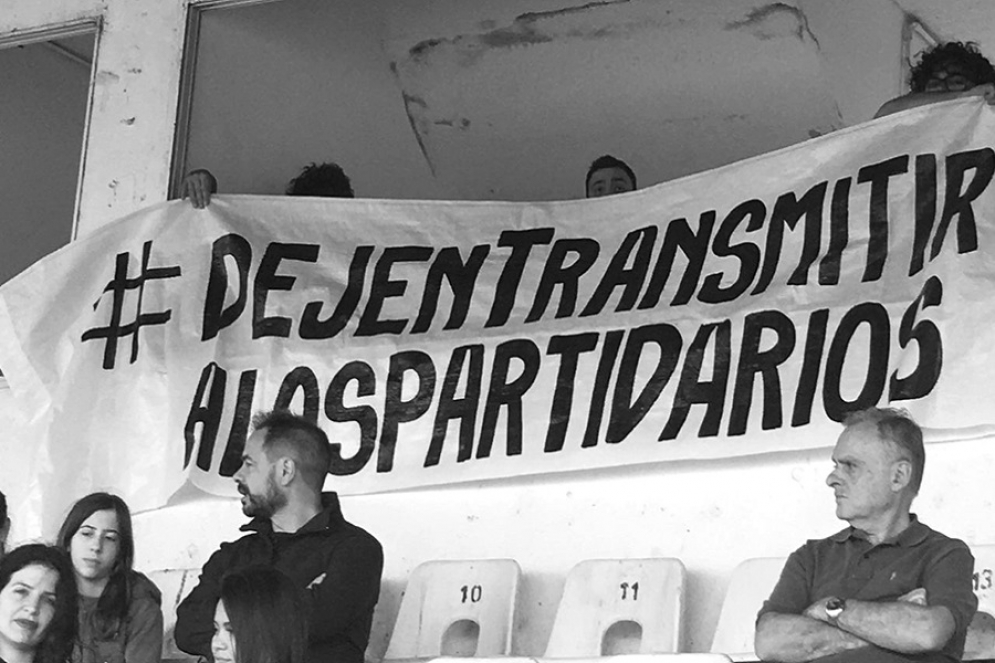 #DEJENTRANSMITIR
ALOSPARTIDARIOS
10
11
13